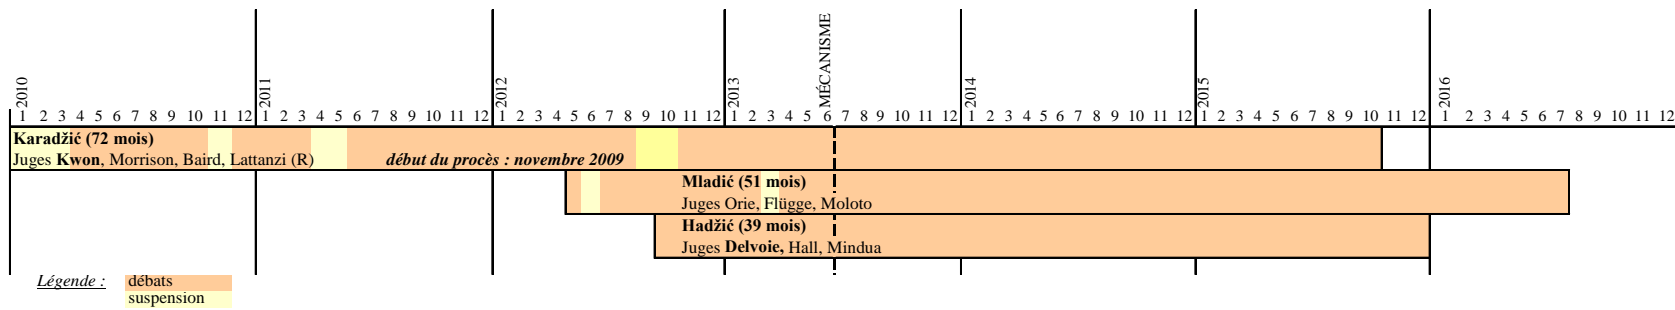 2010 2011 2012 2013 MÉCANISME 2014 2015 2016
1 2 3 4 5 6 7 8 9 10 11 12 1 2 3 4 5 6 7 8 9 10 11 12 1 2 3 4 5 6 7 8 9 10 11 12 1 2 3 4 5 6 7 8 9 10 11 12 1 2 3 4 5 6 7 8 9 10 11 12 1 2 3 4 5 6 7 8 9 10 11 12 1 2 3 4 5 6 7 8 9 10 11 12
Karadžić (72 mois)
Juges Kwon, Morrison, Baird, Lattanzi (R) début du procès : novembre 2009
Mladić (51 mois)
Juges Orie, Flügge, Moloto
Hadžić (39 mois)
Juges Delvoie, Hall, Mindua
Légende : débats
suspension